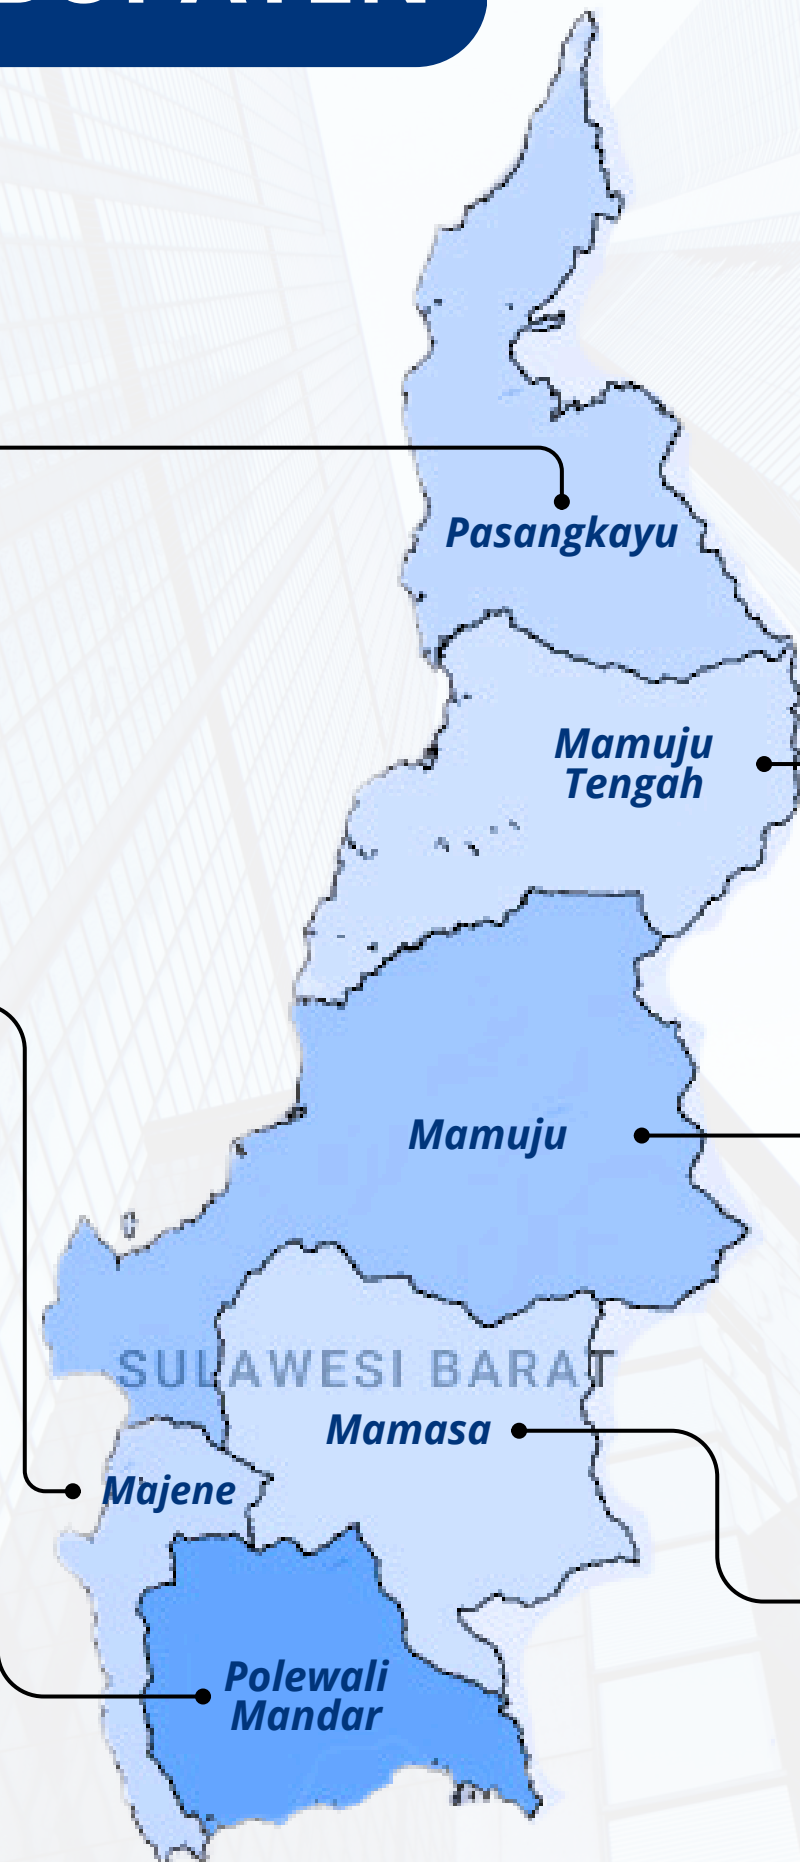 Pasangkayu
Mamuju
Tengah
Mamuju
SULAWESI BARAT
Mamasa
Majene
Polewali
Mandar